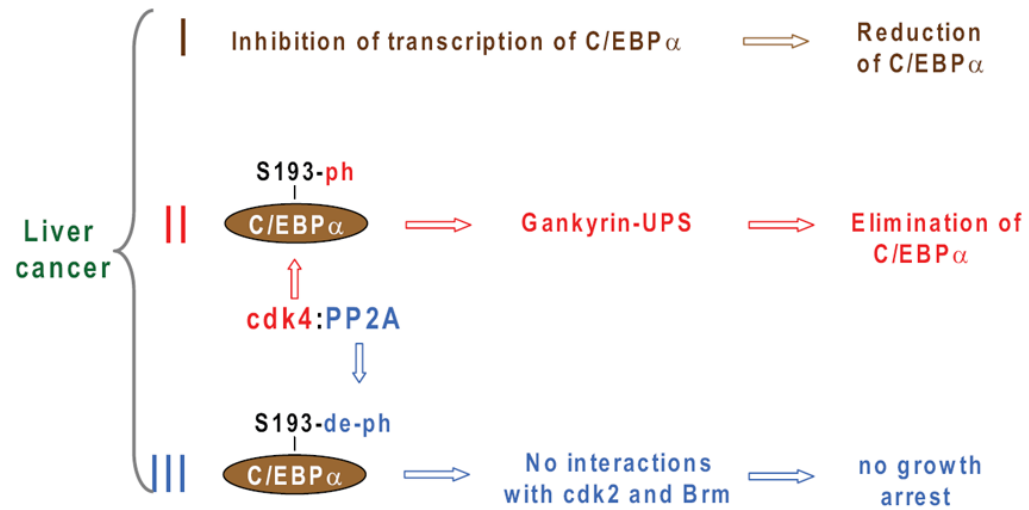 I Inhibition of transcription of C/EBPα Reduction
of C/EBPα
S193-ph
II C/EBPα Gankyrin-UPS Elimination of
C/EBPα
Liver
cancer
cdk4:PP2A
S193-de-ph
III C/EBPα No interactions
with cdk2 and Brm
no growth
arrest